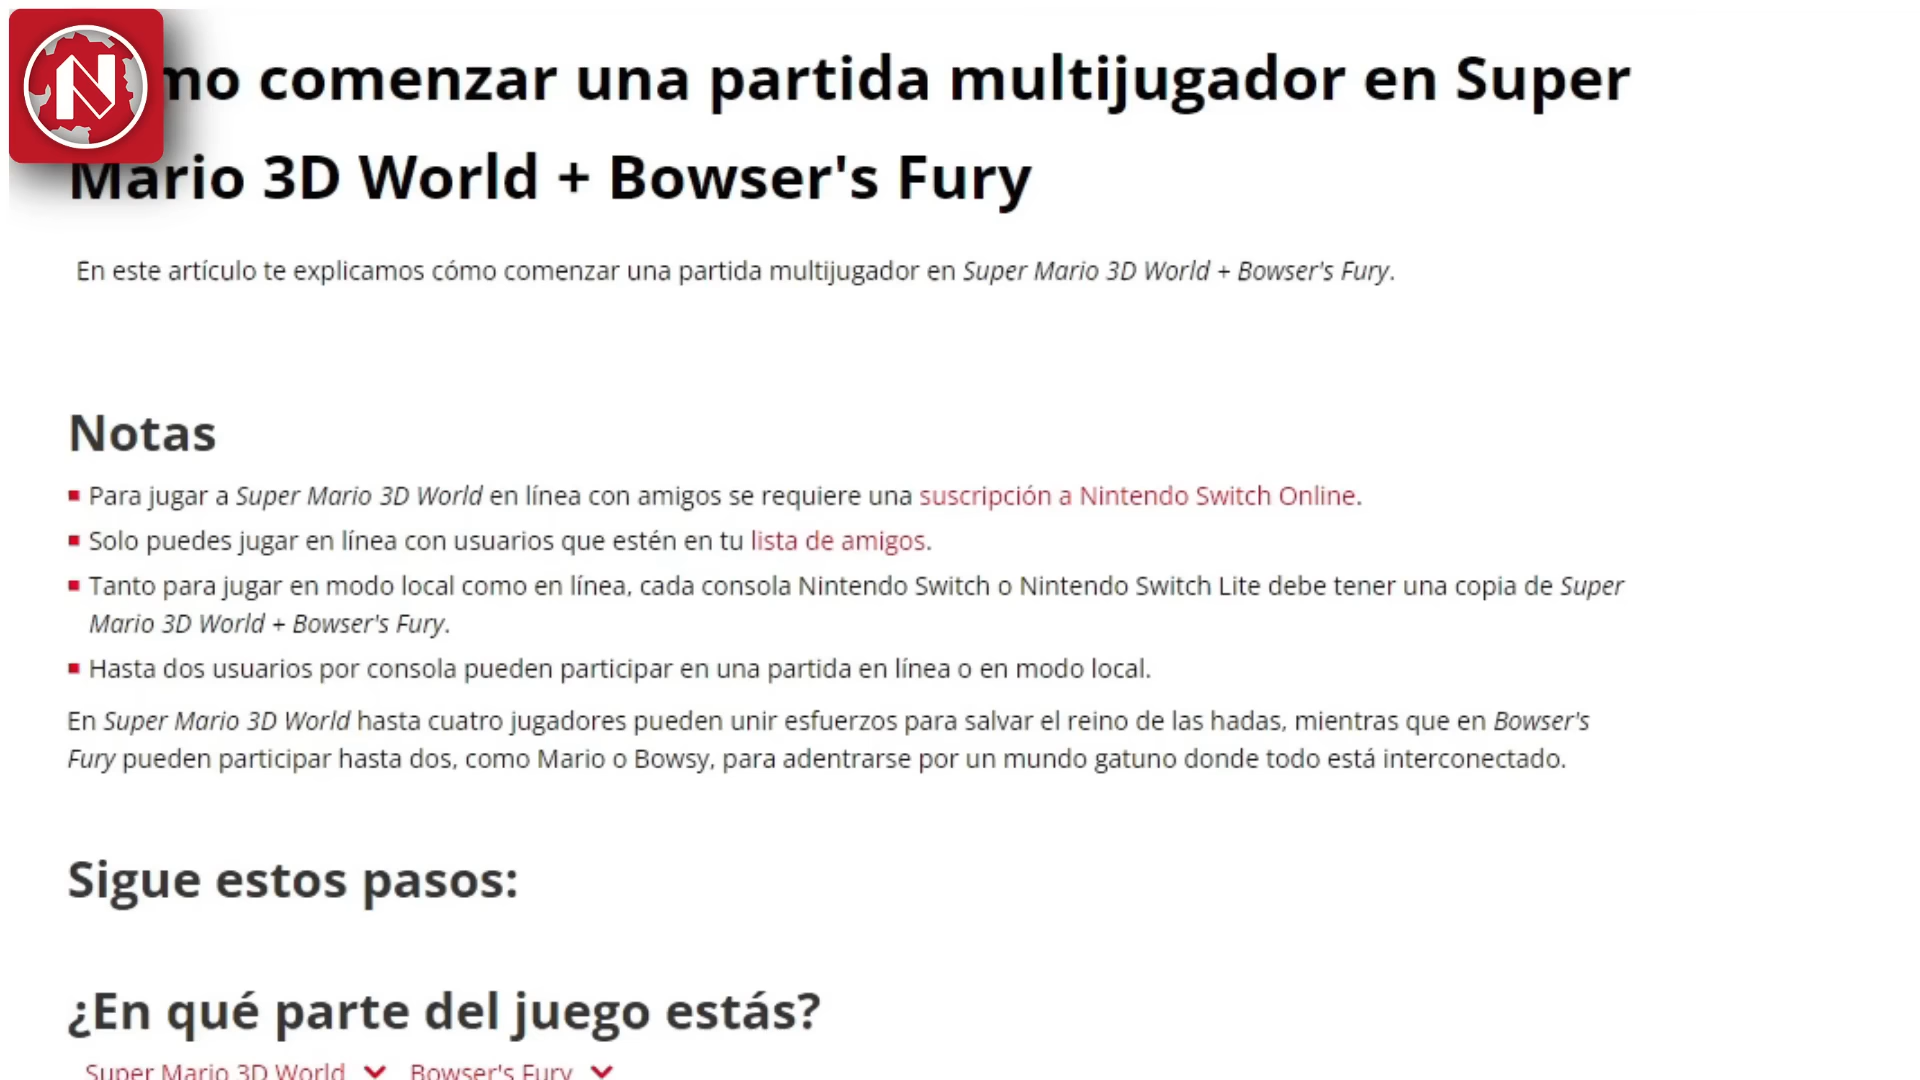 mo comenzar una partida multijugador en Super
Mario 3D World + Bowser's Fury
En este artículo te explicamos cómo comenzar una partida multijugador en Super Mario 3D World + Bowser's Fury.
Notas
Para jugar a Super Mario 3D World en línea con amigos se requiere una suscripción a Nintendo Switch Online.
Solo puedes jugar en línea con usuarios que estén en tu lista de amigos.
Tanto para jugar en modo local como en línea, cada consola Nintendo Switch o Nintendo Switch Lite debe tener una copia de Super
Mario 3D World + Bowser's Fury.
Hasta dos usuarios por consola pueden participar en una partida en línea o en modo local.
En Super Mario 3D World hasta cuatro jugadores pueden unir esfuerzos para salvar el reino de las hadas, mientras que en Bowser's
Fury pueden participar hasta dos, como Mario o Bowsy, para adentrarse por un mundo gatuno donde todo está interconectado.
Sigue estos pasos:
¿En qué parte del juego estás?
Super Mario 3D World Bowser's Fury